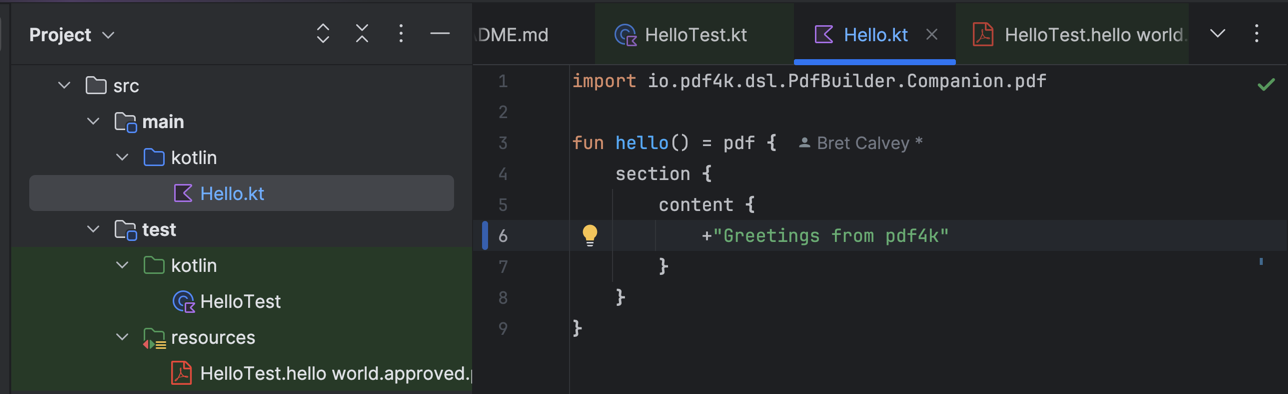 Project
src
main
kotlin
Hello.kt
test
kotlin
HelloTest
resources
HelloTest.hello world.approved.
DME.md
HelloTest.kt
Hello.kt
HelloTest.hello world.
1 import io.pdf4k.dsl.PdfBuilder.Companion.pdf
2
3 fun hello() = pdf { Bret Calvey *
4 section {
5 content {
6 +"Greetings from pdf4k"
7 }
8 }
9 }